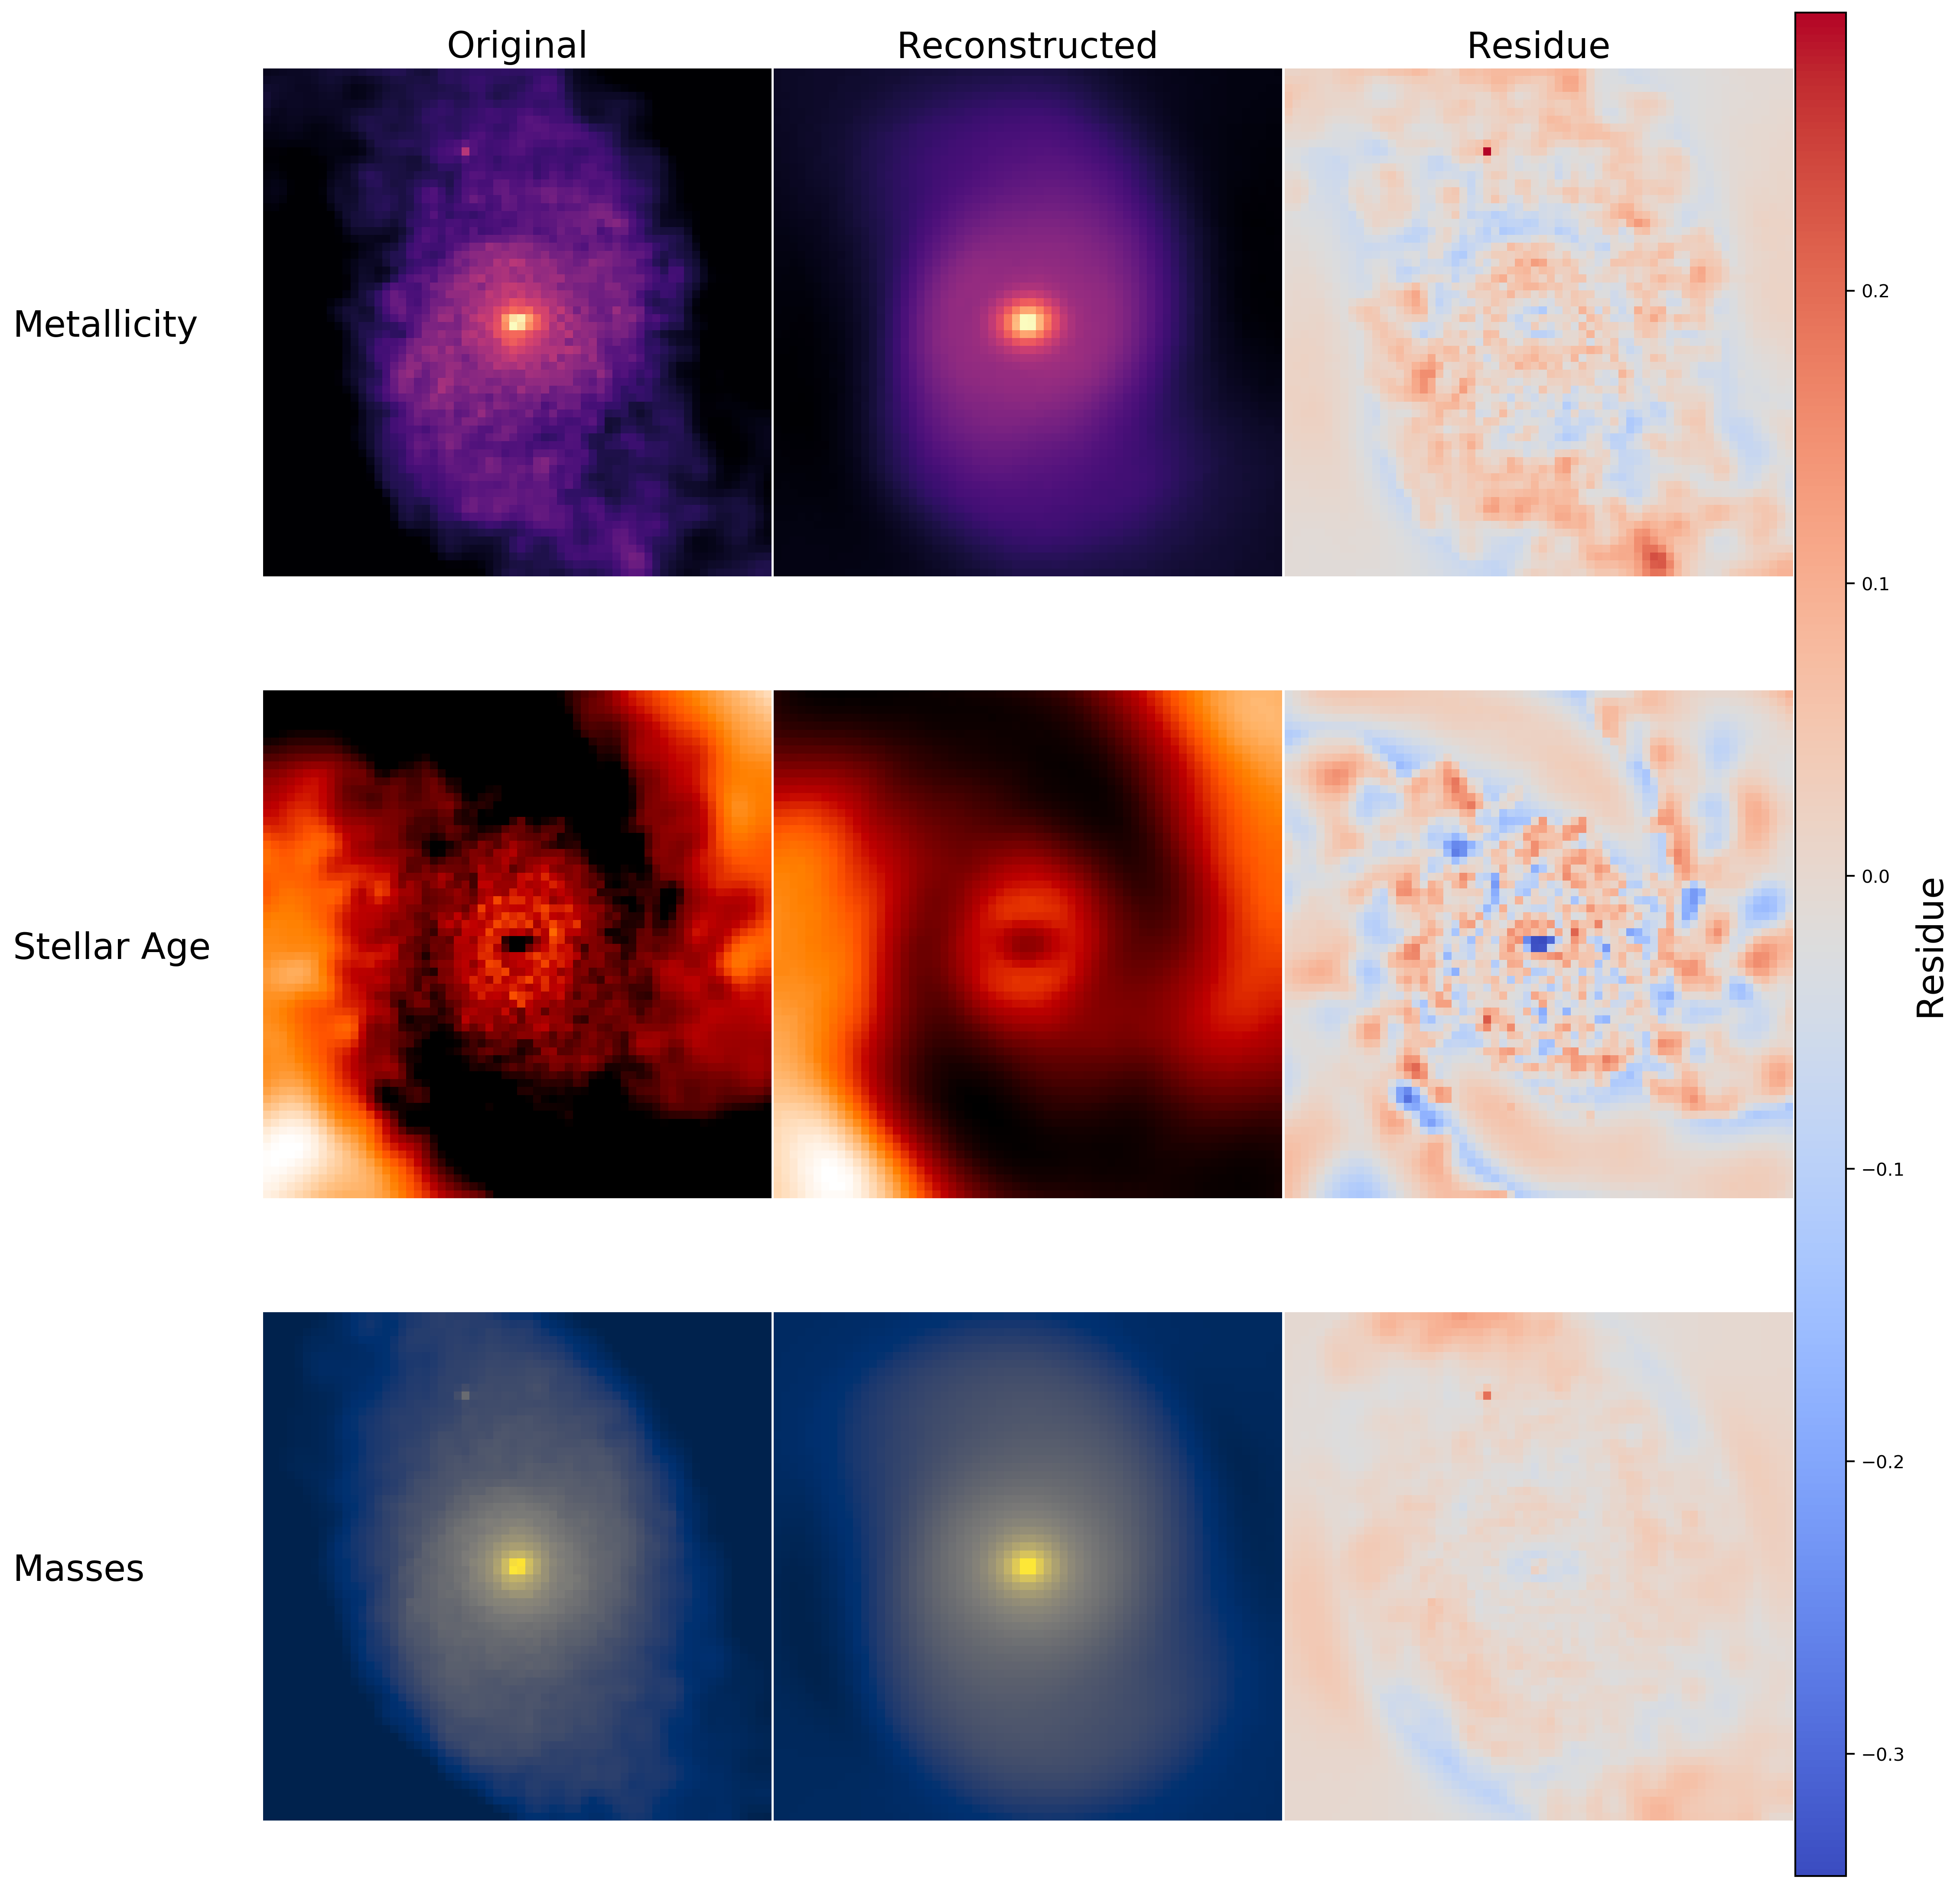 Original
Reconstructed
Residue
Metallicity
Stellar Age
Masses
0.2
0.1
0.0
−0.1
−0.2
−0.3
Residue